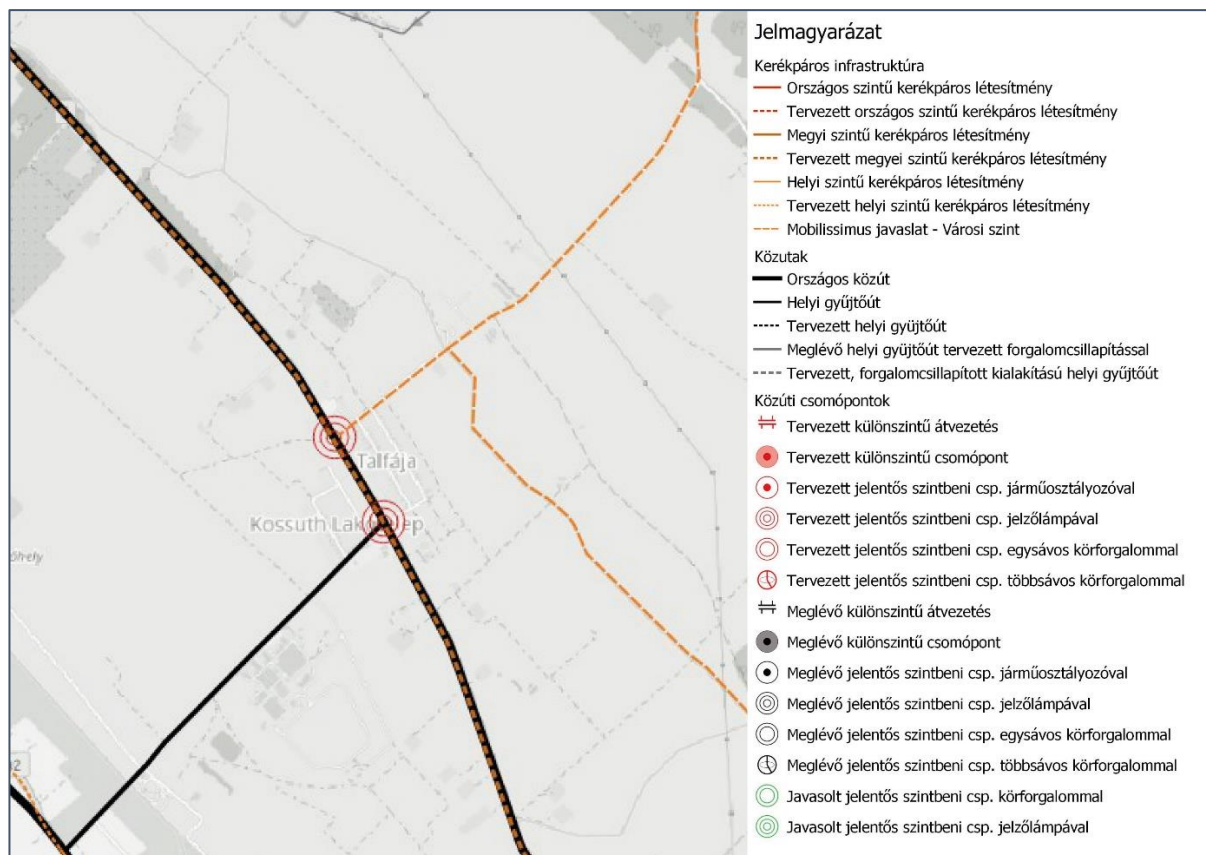 Talfája
Kossuth Lakótelep
Jelmagyarázat
Kerékpáros infrastruktúra
Országos szintű kerékpáros létesítmény
Tervezett országos szintű kerékpáros létesítmény
Megyi szintű kerékpáros létesítmény
Tervezett megyei szintű kerékpáros létesítmény
Helyi szintű kerékpáros létesítmény
Tervezett helyi szintű kerékpáros létesítmény
Mobilissimus javaslat - Városi szint
Közutak
Országos közút
Helyi gyűjtőút
Tervezett helyi gyüjtőút
Meglévő helyi gyüjtőút tervezett forgalomcsillapítással
Tervezett, forgalomcsillapított kialakítású helyi gyűjtőút
Közúti csomópontok
Tervezett különszintű átvezetés
Tervezett különszintű csomópont
Tervezett jelentős szintbeni csp. járműosztályozóval
Tervezett jelentős szintbeni csp. jelzőlámpával
Tervezett jelentős szintbeni csp. egysávos körforgalommal
Tervezett jelentős szintbeni csp. többsávos körforgalommal
Meglévő különszintű átvezetés
Meglévő különszintű csomópont
Meglévő jelentős szintbeni csp. járműosztályozóval
Meglévő jelentős szintbeni csp. jelzőlámpával
Meglévő jelentős szintbeni csp. egysávos körforgalommal
Meglévő jelentős szintbeni csp. többsávos körforgalommal
Javasolt jelentős szintbeni csp. körforgalommal
Javasolt jelentős szintbeni csp. jelzőlámpával